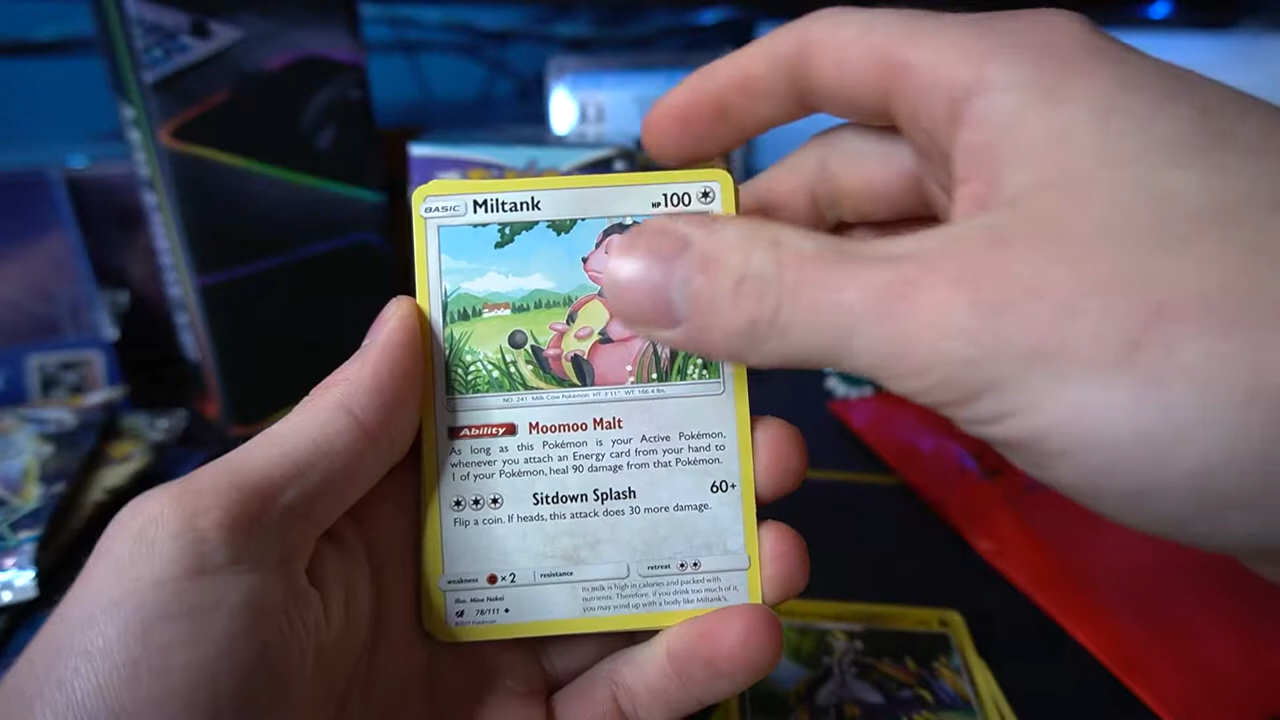 BASIC Miltank HP 100
NO. 241 Milk Cow Pokémon HT: 3'11" WT: 166.4 lbs.
Ability Moomoo Malt
As long as this Pokémon is your Active Pokémon,
whenever you attach an Energy card from your hand to
1 of your Pokémon, heal 90 damage from that Pokémon.
Sitdown Splash 60+
Flip a coin. If heads, this attack does 30 more damage.
weakness ×2 resistance retreat
Illus. Mina Nakai
78/111
©2017 Pokémon
Its milk is high in calories and packed with
nutrients. Therefore, if you drink too much of it,
you may wind up with a body like Miltank's.